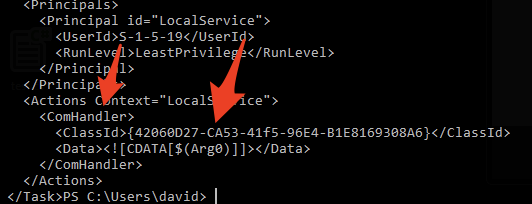 <Principals>
<Principal id="LocalService">
<UserId>S-1-5-19</UserId>
<RunLevel>LeastPrivilege</RunLevel>
</Principal>
</Principals>
<Actions Context="LocalService">
<ComHandler>
<ClassId>{42060D27-CA53-41f5-96E4-B1E8169308A6}</ClassId>
<Data><![CDATA[$(Arg0)]]></Data>
</ComHandler>
</Actions>
</Task>PS C:\Users\david>